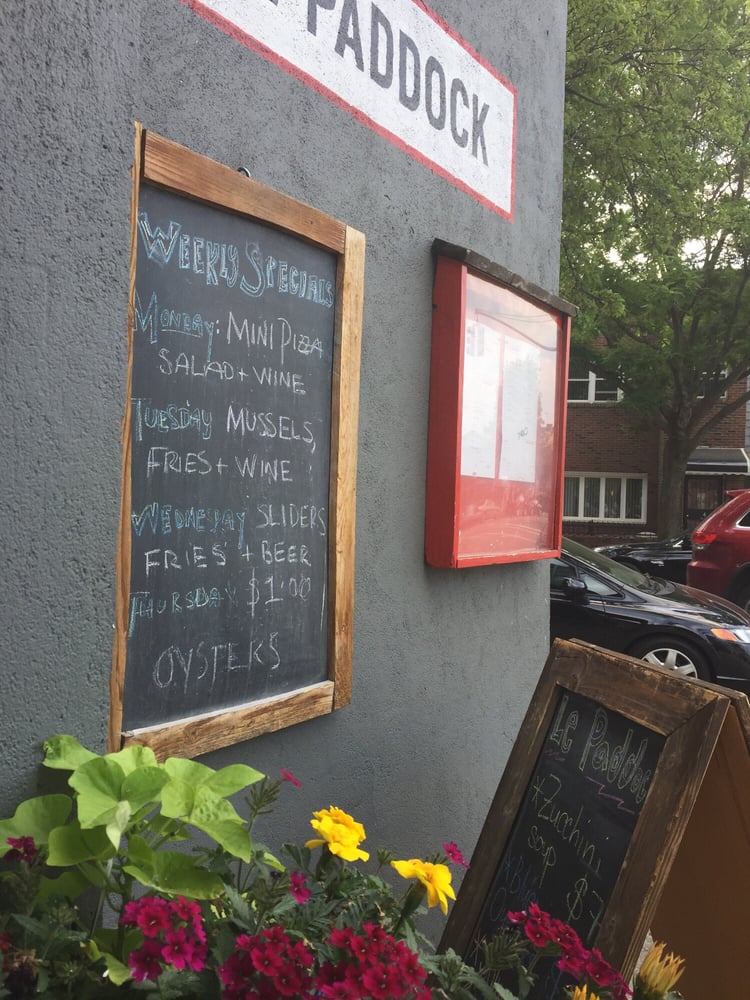 PADDOCK
WEEKLY SPECIALS
MONDAY: MINI PIZZA
SALAD + WINE
TUESDAY MUSSELS,
FRIES + WINE
WEDNESDAY SLIDERS
FRIES + BEER
THURSDAY $1.00
OYSTERS
Le Paddo
*Zucchini
soup
$7